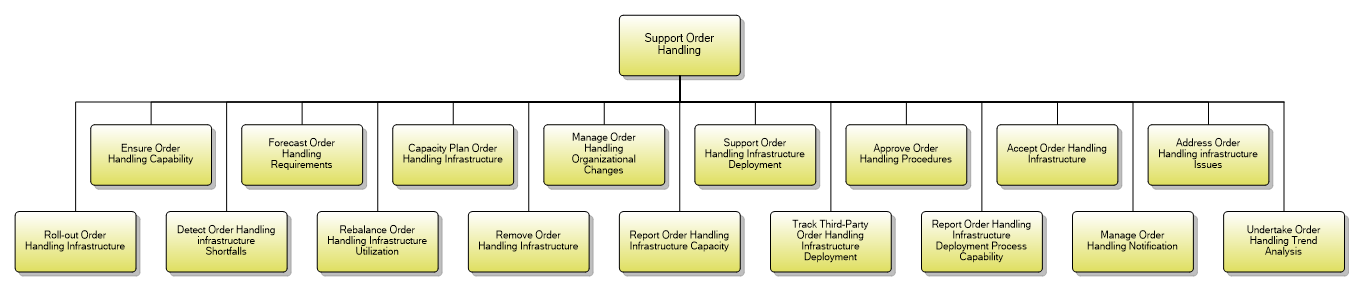 Support Order
Handling
Ensure Order
Handling Capability
Forecast Order
Handling
Requirements
Capacity Plan Order
Handling Infrastructure
Manage Order
Handling
Organizational
Changes
Support Order
Handling Infrastructure
Deployment
Approve Order
Handling Procedures
Accept Order Handling
Infrastructure
Address Order
Handling infrastructure
Issues
Roll-out Order
Handling Infrastructure
Detect Order Handling
infrastructure
Shortfalls
Rebalance Order
Handling Infrastructure
Utilization
Remove Order
Handling Infrastructure
Report Order Handling
Infrastructure Capacity
Track Third-Party
Order Handling
Infrastructure
Deployment
Report Order Handling
Infrastructure
Deployment Process
Capability
Manage Order
Handling Notification
Undertake Order
Handling Trend
Analysis